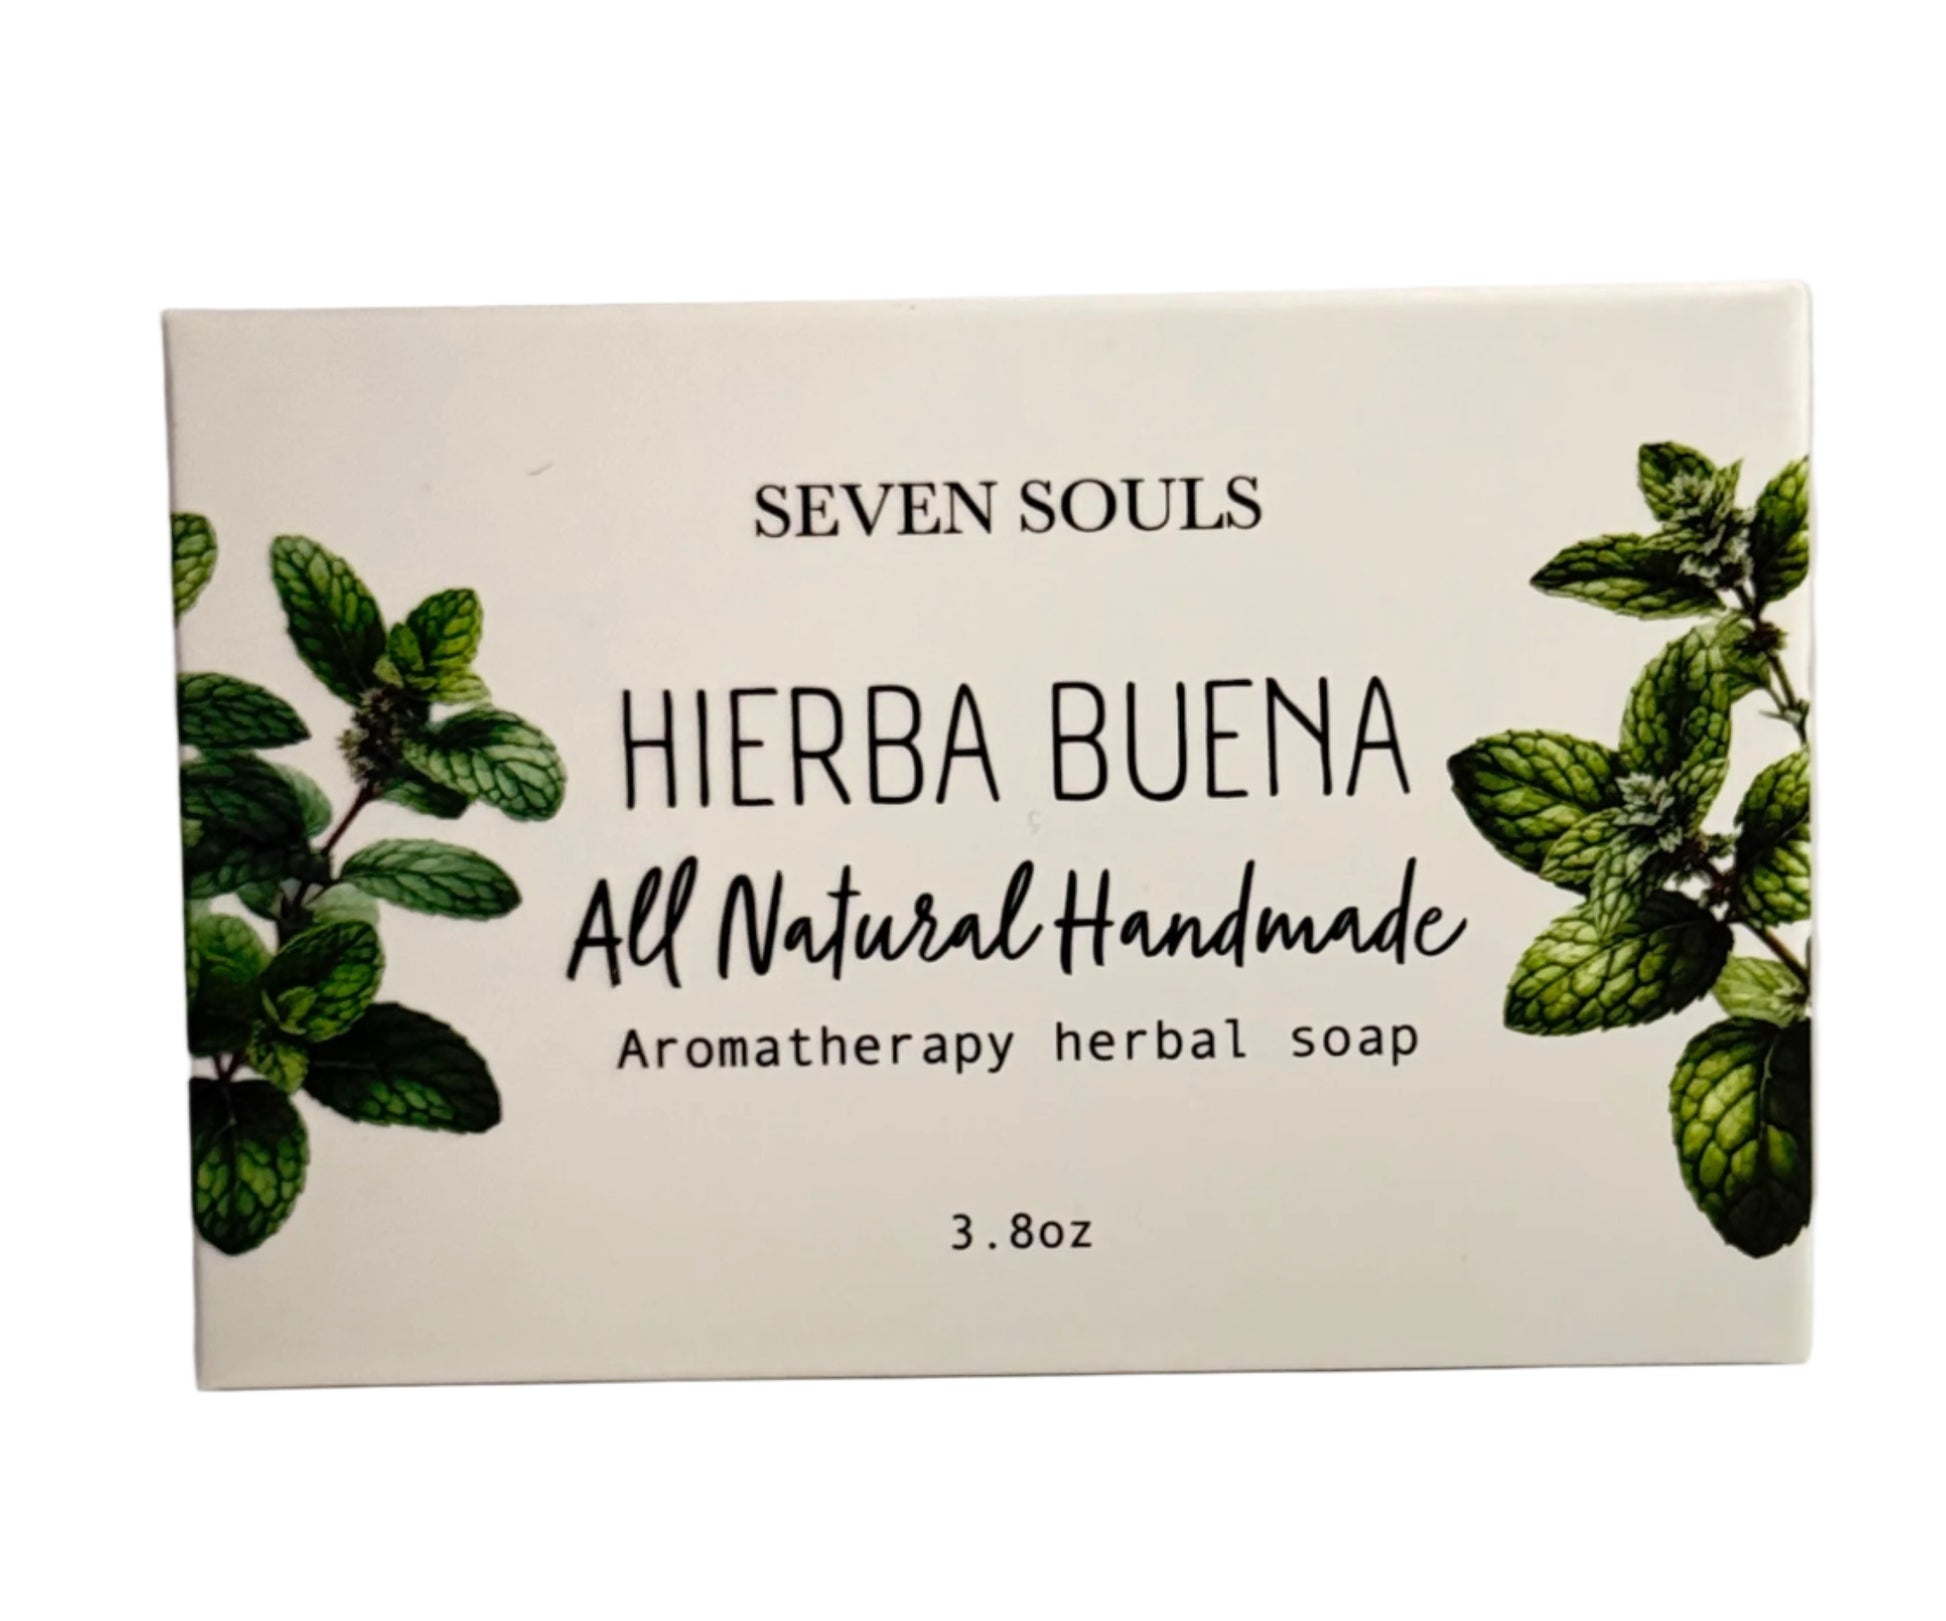 SEVEN SOULS
HIERBA BUENA
All Natural Handmade
Aromatherapy herbal soap
3.8oz